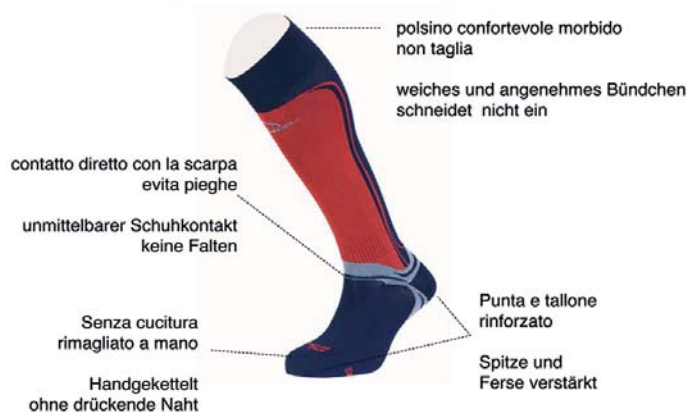 polsino confortevole morbido
non taglia
weiches und angenehmes Bündchen
schneidet nicht ein
contatto diretto con la scarpa
evita pieghe
unmittelbarer Schuhkontakt
keine Falten
Senza cucitura
rimagliato a mano
Handgekettelt
ohne drückende Naht
Punta e tallone
rinforzato
Spitze und
Ferse verstärkt